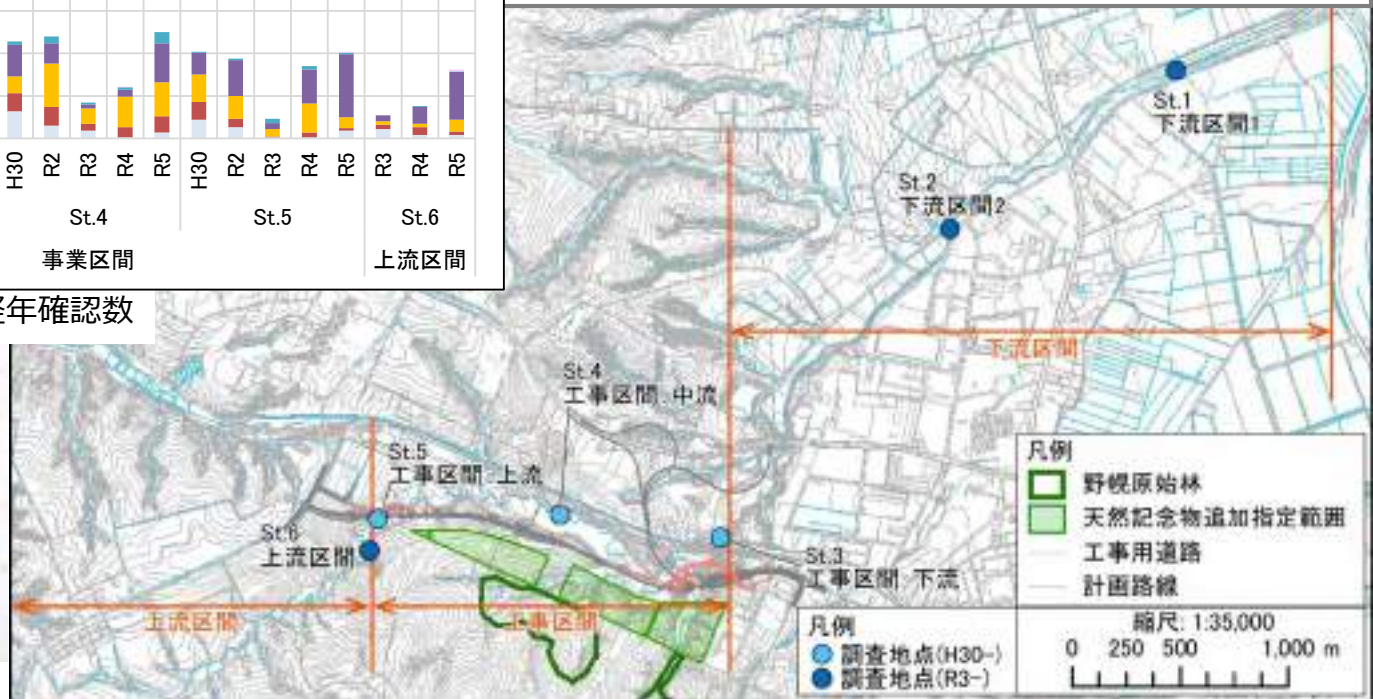 H30 R2 R3 R4 R5 H30 R2 R3 R4 R5 R3 R4 R5
St.4 St.5 St.6
事業区間 上流区間
経年確認数
St.1
下流区間1
St.2
下流区間2
下流区間
St.4
工事区間 中流
St.5
工事区間 上流
St.6
上流区間
St.3
工事区間 下流
上流区間
工事区間
凡例
野幌原始林
天然記念物追加指定範囲
工事用道路
計画路線
凡例
調査地点(H30-)
調査地点(R3-)
縮尺: 1:35,000
0 250 500 1,000 m